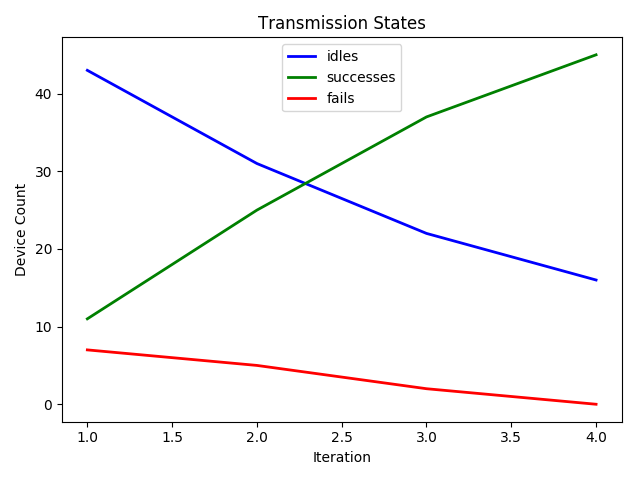 Transmission States
idles
successes
fails
Device Count
40
30
20
10
0
1.0 1.5 2.0 2.5 3.0 3.5 4.0
Iteration